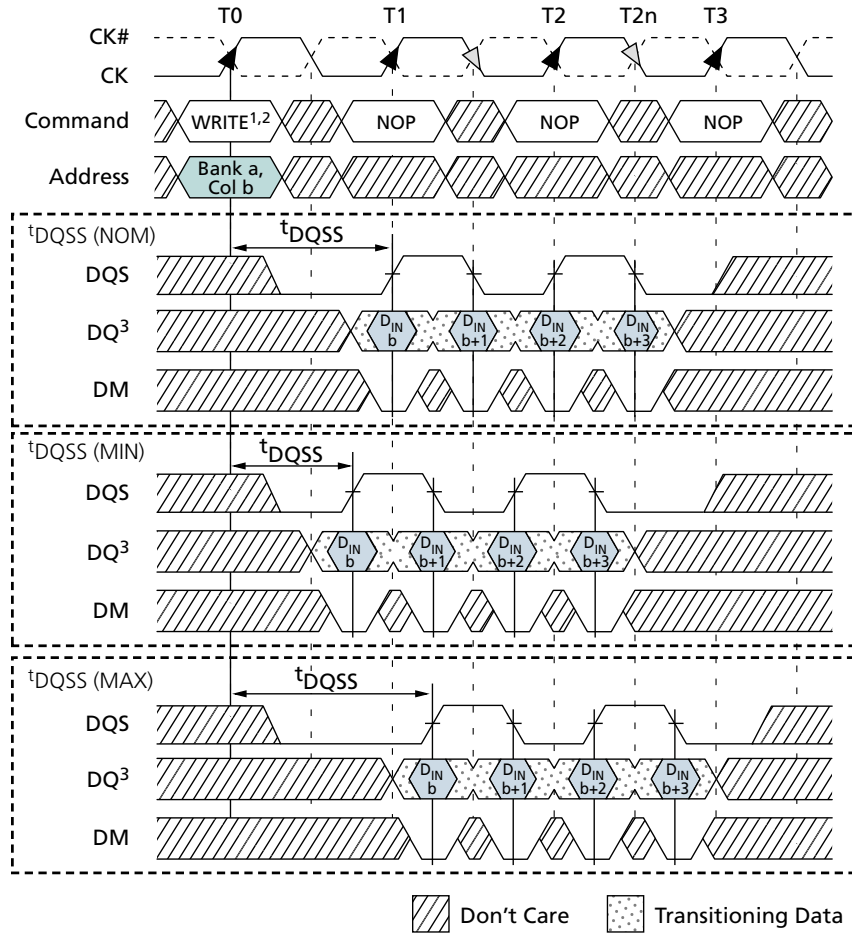 T0 T1 T2 T2n T3
CK#
CK
Command WRITE1,2 NOP NOP NOP
Address Bank a, Col b
tDQSS (NOM) tDQSS
DQS
DQ3 DIN b DIN b+1 DIN b+2 DIN b+3
DM
tDQSS (MIN) tDQSS
DQS
DQ3 DIN b DIN b+1 DIN b+2 DIN b+3
DM
tDQSS (MAX) tDQSS
DQS
DQ3 DIN b DIN b+1 DIN b+2 DIN b+3
DM
Don't Care Transitioning Data